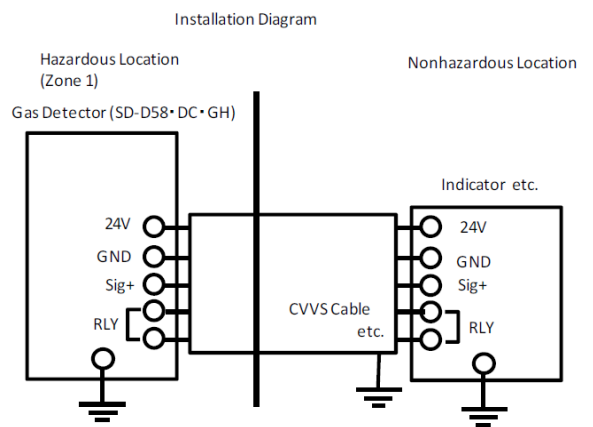 Installation Diagram
Hazardous Location
(Zone 1)
Nonhazardous Location
Gas Detector (SD-D58・DC・GH)
Indicator etc.
24V
GND
Sig+
RLY
CVVS Cable
etc.
24V
GND
Sig+
RLY